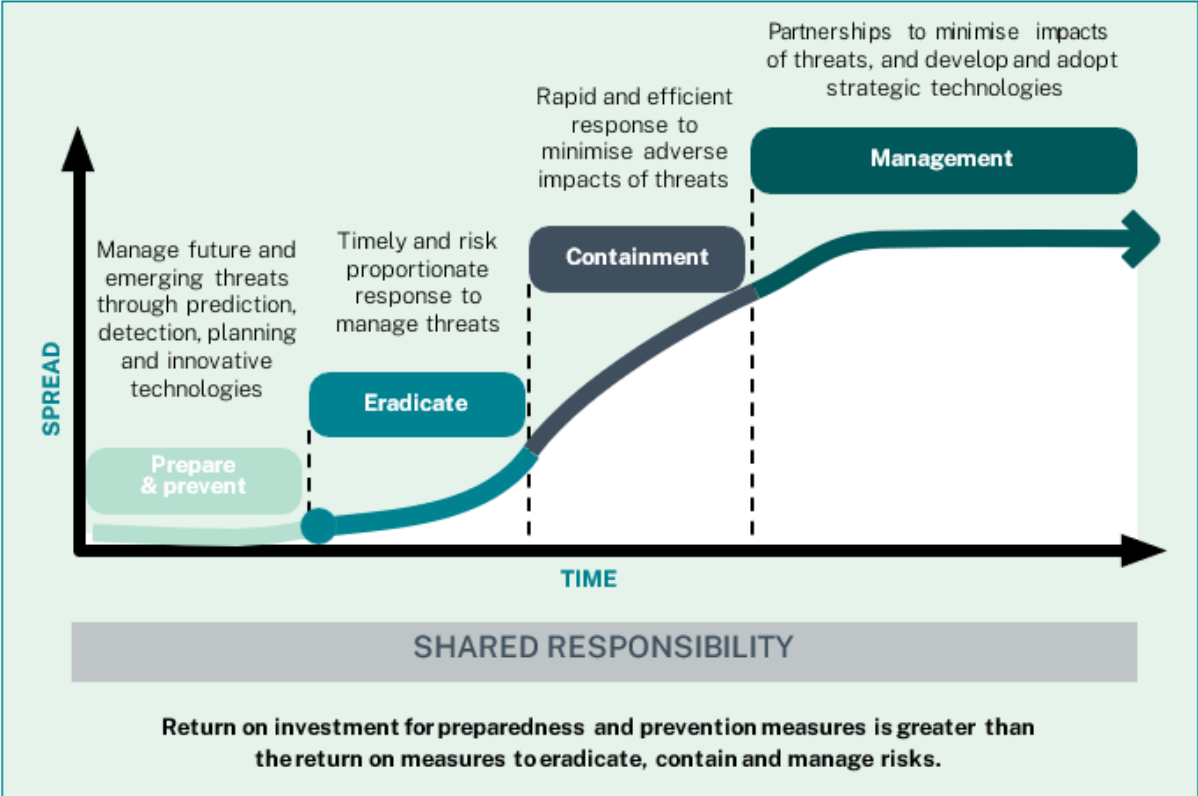 Partnerships to minimise impacts
of threats, and develop and adopt
strategic technologies
Rapid and efficient
response to
minimise adverse
impacts of threats
Management
Manage future and
emerging threats
through prediction,
detection, planning
and innovative
technologies
Timely and risk
proportionate
response to
manage threats
Containment
Eradicate
Prepare
& prevent
SPREAD
TIME
SHARED RESPONSIBILITY
Return on investment for preparedness and prevention measures is greater than
the return on measures to eradicate, contain and manage risks.